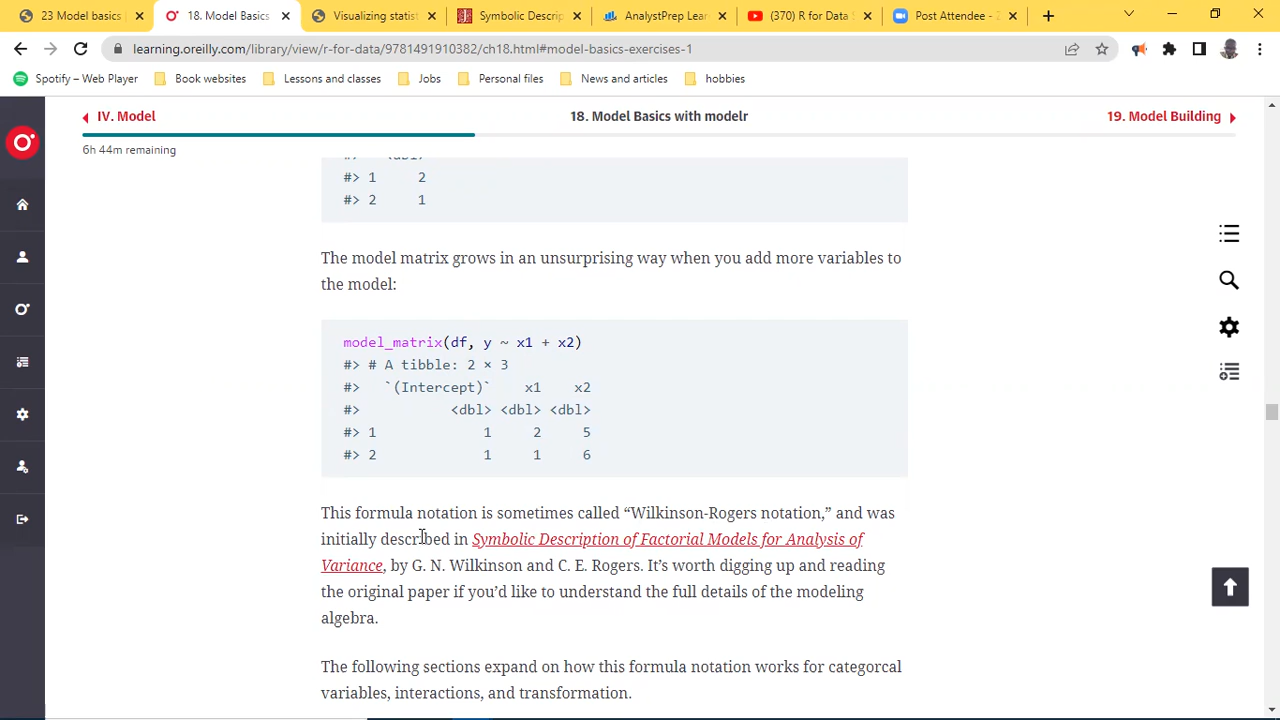 23 Model basics
18. Model Basics
Visualizing statist
Symbolic Descrip
AnalystPrep Lear
(370) R for Data
Post Attendee - Z
learning.oreilly.com/library/view/r-for-data/9781491910382/ch18.html#model-basics-exercises-1
Spotify – Web Player
Book websites
Lessons and classes
Jobs
Personal files
News and articles
hobbies
IV. Model
18. Model Basics with modelr
19. Model Building
6h 44m remaining
#> 1 2
#> 2 1
The model matrix grows in an unsurprising way when you add more variables to
the model:
model_matrix(df, y ~ x1 + x2)
#> # A tibble: 2 × 3
#> `(Intercept)` x1 x2
#> <dbl> <dbl> <dbl>
#> 1 1 2 5
#> 2 1 1 6
This formula notation is sometimes called “Wilkinson-Rogers notation,” and was
initially described in Symbolic Description of Factorial Models for Analysis of
Variance, by G. N. Wilkinson and C. E. Rogers. It’s worth digging up and reading
the original paper if you’d like to understand the full details of the modeling
algebra.
The following sections expand on how this formula notation works for categorcal
variables, interactions, and transformation.